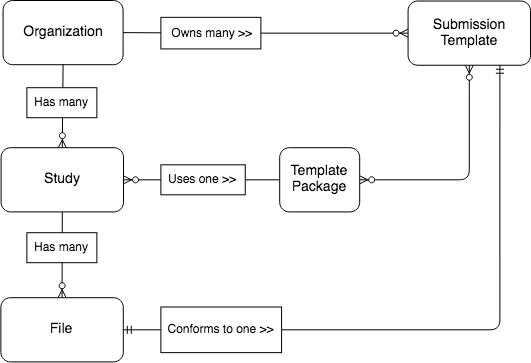 Organization
Owns many >>
Submission
Template
Has many
Study
Uses one >>
Template
Package
Has many
File
Conforms to one >>